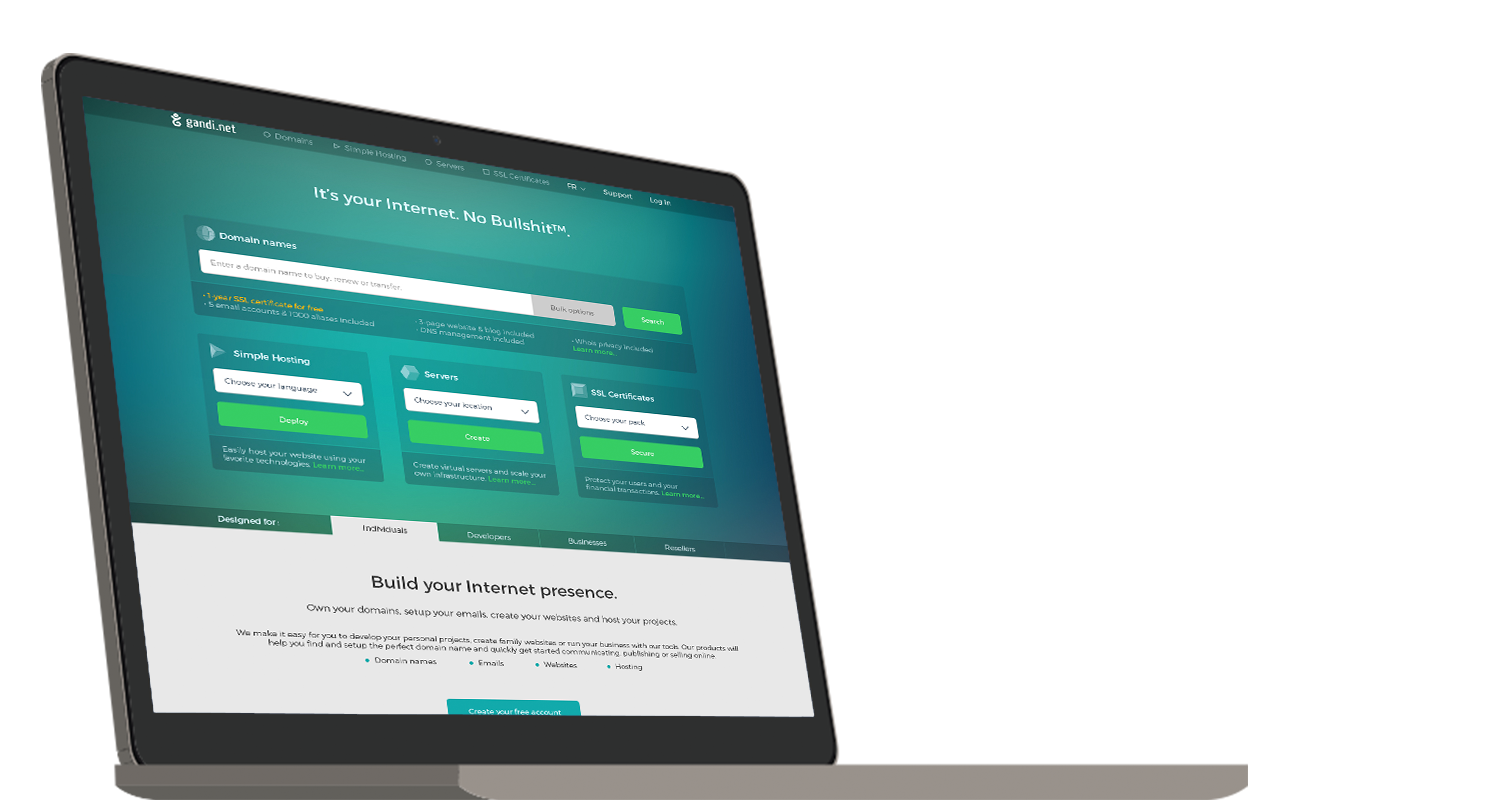 gandi.net
Domains
Simple Hosting
Servers
SSL Certificates
FR
Support
Log in
It's your Internet. No Bullshit™.
Domain names
Enter a domain name to buy, renew or transfer.
Bulk options
Search
• 1-year SSL certificate for free
• 5 email accounts & 1000 aliases included
• 3-page website & blog included
• DNS management included
• Whois privacy included
Learn more.
Simple Hosting
Choose your language
Deploy
Easily host your website using your
favorite technologies. Learn more...
Servers
Choose your location
Create
Create virtual servers and scale your
own infrastructure. Learn more...
SSL Certificates
Choose your pack
Secure
Protect your users and your
financial transactions. Learn more...
Designed for :
Individuals
Developers
Businesses
Resellers
Build your Internet presence.
Own your domains, setup your emails, create your websites and host your projects.
We make it easy for you to develop your personal projects, create family websites or run your business with our tools. Our products will
help you find and setup the perfect domain name and quickly get started communicating, publishing or selling online.
• Domain names
• Emails
• Websites
• Hosting
Create your free account